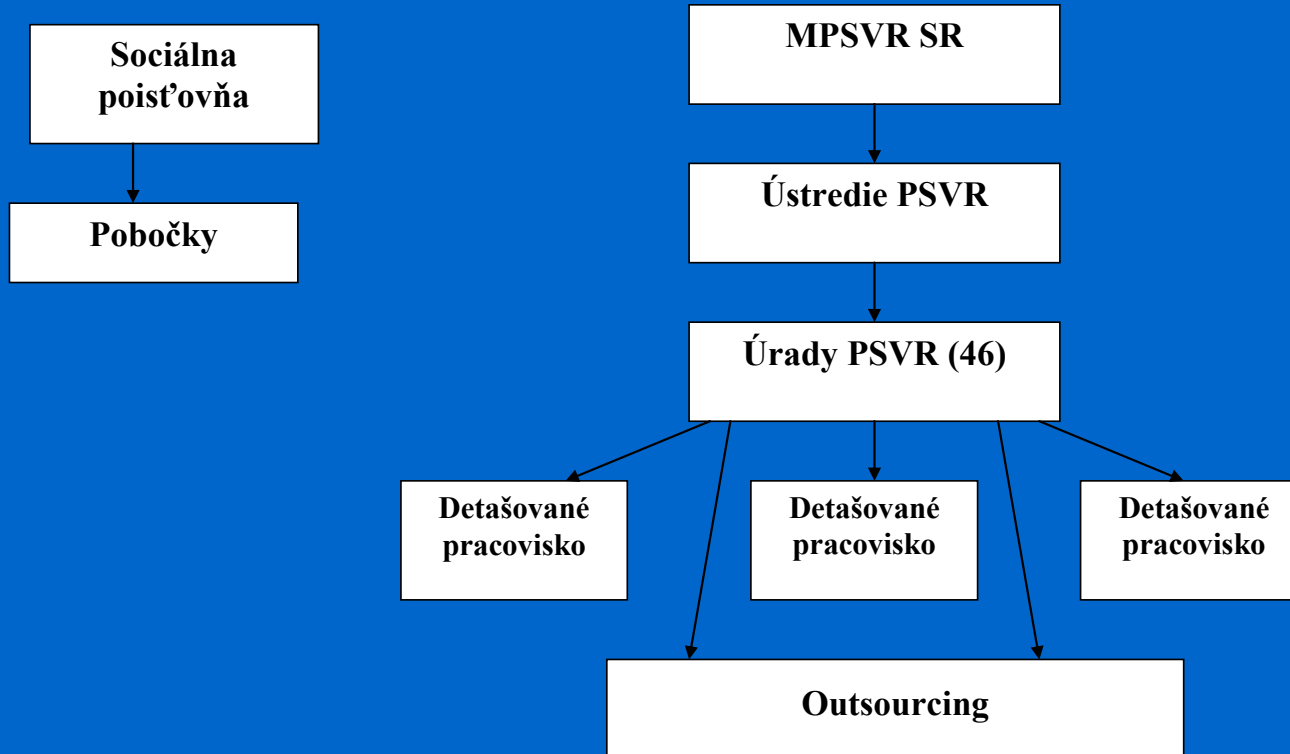 Sociálna
poisťovňa
Pobočky
MPSVR SR
Ústredie PSVR
Úrady PSVR (46)
Detašované
pracovisko
Detašované
pracovisko
Detašované
pracovisko
Outsourcing